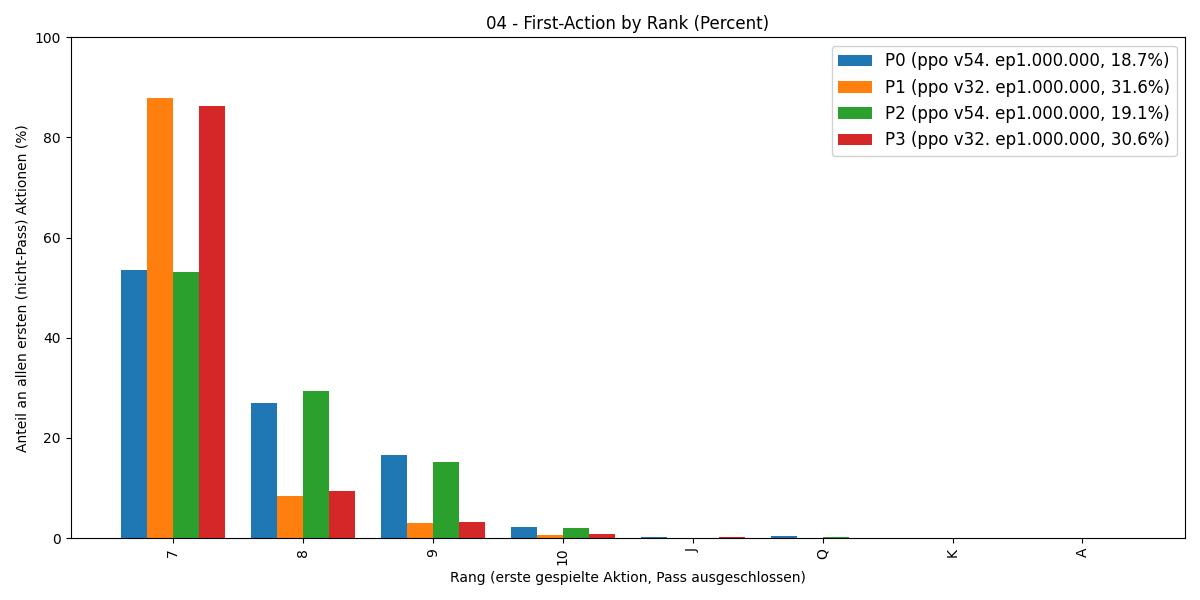 04 - First-Action by Rank (Percent)
P0 (ppo v54. ep1.000.000, 18.7%)
P1 (ppo v32. ep1.000.000, 31.6%)
P2 (ppo v54. ep1.000.000, 19.1%)
P3 (ppo v32. ep1.000.000, 30.6%)
Anteil an allen ersten (nicht-Pass) Aktionen (%)
100
80
60
40
20
0
7 8 9 10 J Q K A
Rang (erste gespielte Aktion, Pass ausgeschlossen)